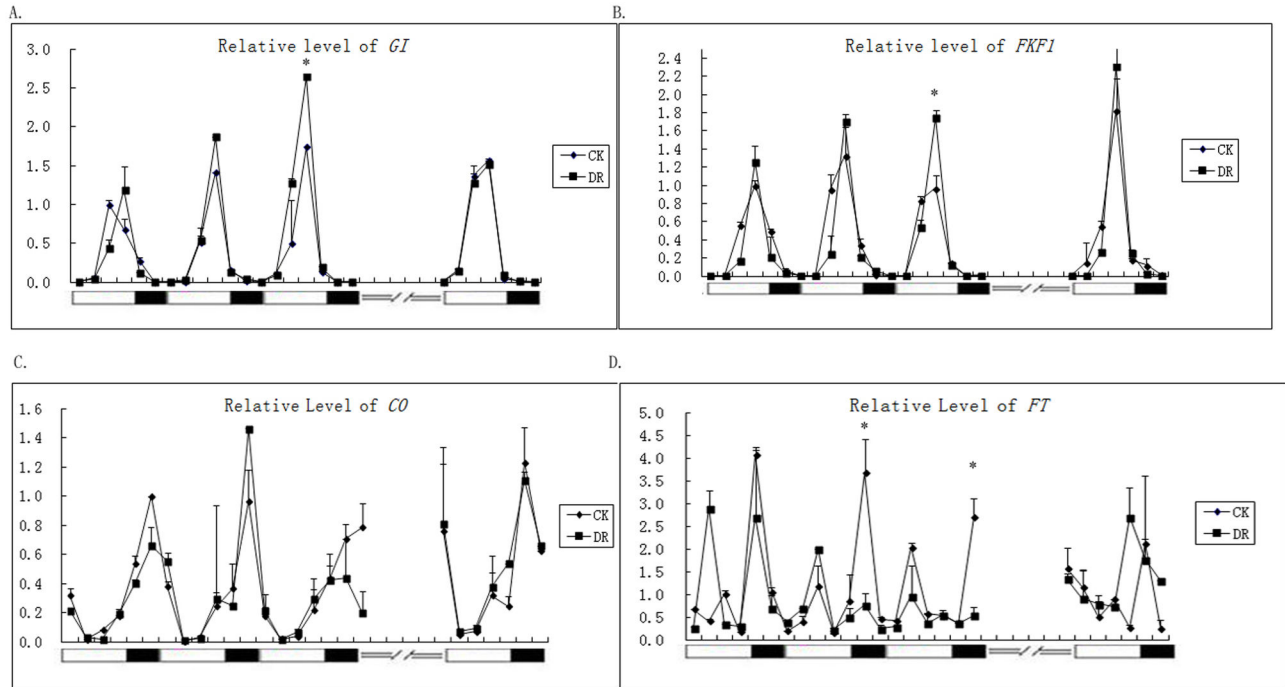 A.
Relative level of GI
*
3.0
2.5
2.0
1.5
1.0
0.5
0.0
CK
DR
B.
Relative level of FKF1
*
2.4
2.2
2.0
1.8
1.6
1.4
1.2
1.0
0.8
0.6
0.4
0.2
0.0
CK
DR
C.
Relative Level of CO
1.6
1.4
1.2
1.0
0.8
0.6
0.4
0.2
0.0
CK
DR
D.
Relative Level of FT
*
*
5.0
4.5
4.0
3.5
3.0
2.5
2.0
1.5
1.0
0.5
0.0
CK
DR